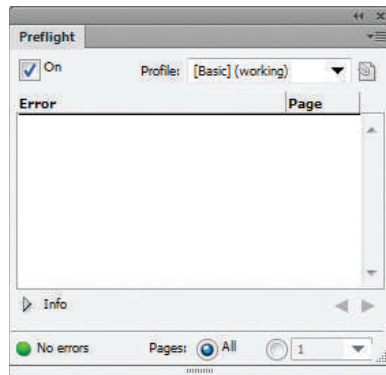 Preflight
On Profile: [Basic] (working)
Error Page
Info
No errors Pages: All 1